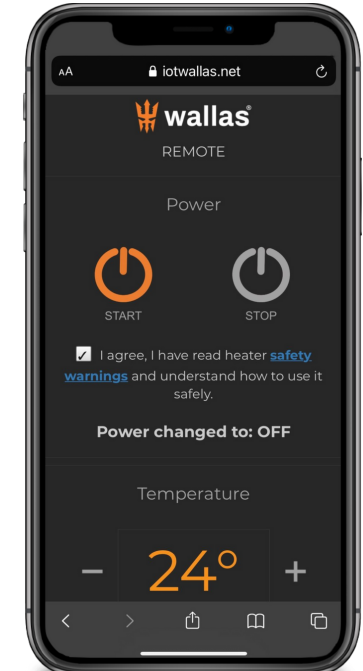 AA iotwallas.net
wallas®
REMOTE
Power
START STOP
I agree, I have read heater safety
warnings and understand how to use it
safely.
Power changed to: OFF
Temperature
− 24° +